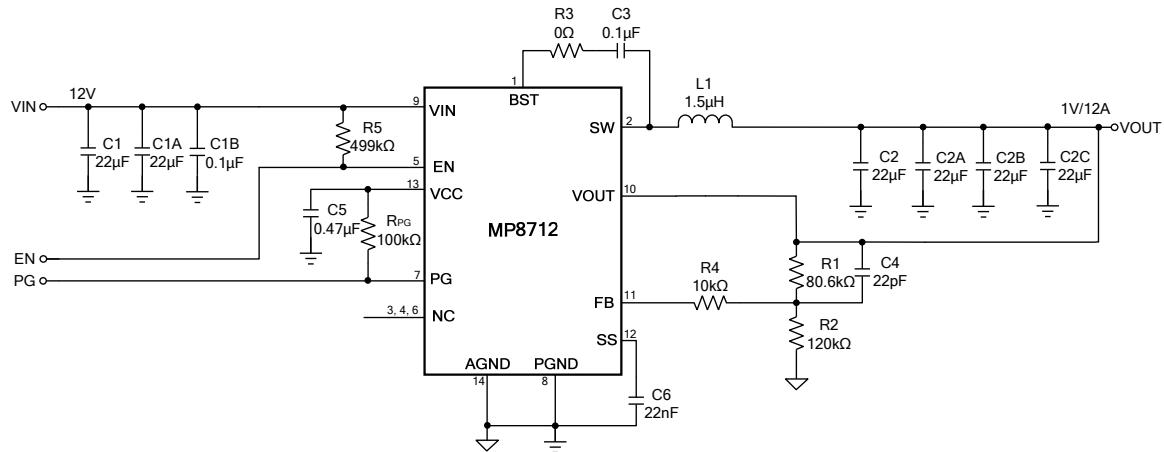 R3
0Ω
C3
0.1µF
1
BST
VIN
12V
9
VIN
C1
22µF
C1A
22µF
C1B
0.1µF
R5
499kΩ
5
EN
13
VCC
C5
0.47µF
RPG
100kΩ
EN
PG
7
PG
3, 4, 6
NC
MP8712
SW
2
L1
1.5µH
1V/12A
VOUT
C2
22µF
C2A
22µF
C2B
22µF
C2C
22µF
VOUT
10
R1
80.6kΩ
C4
22pF
R4
10kΩ
FB
11
R2
120kΩ
SS
12
AGND
14
PGND
8
C6
22nF